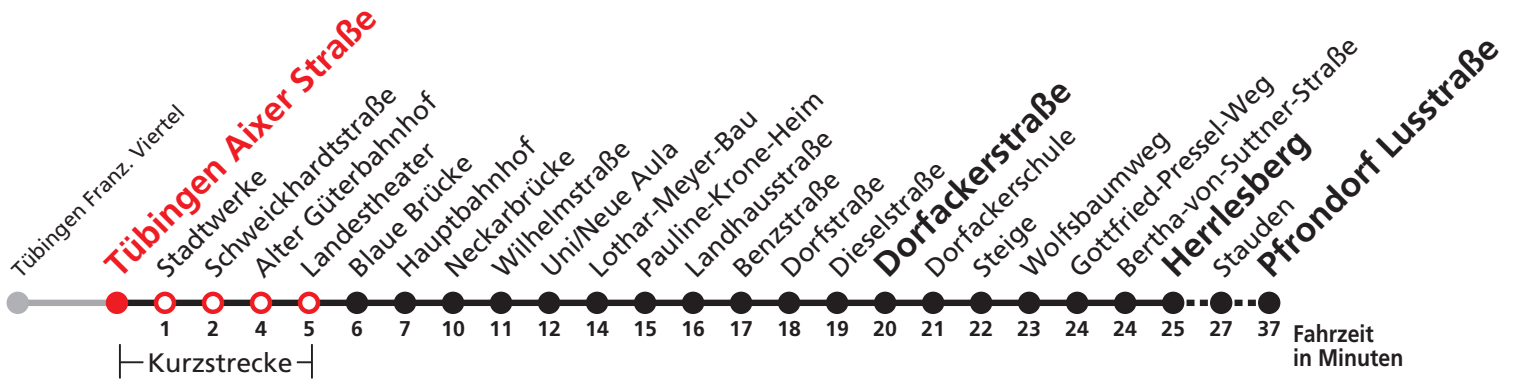 Tübingen Franz. Viertel
Tübingen Aixer Straße
Stadtwerke
Schweickhardtstraße
Alter Güterbahnhof
Landestheater
Blaue Brücke
Hauptbahnhof
Neckarbrücke
Wilhelmstraße
Uni/Neue Aula
Lothar-Meyer-Bau
Pauline-Krone-Heim
Landhausstraße
Benzstraße
Dorfstraße
Dieselstraße
Dorfackerstraße
Dorfackerschule
Steige
Wolfsbaumweg
Gottfried-Pressel-Weg
Bertha-von-Suttner-Straße
Herrlesberg
Stauden
Pfrondorf Lusstraße
1 2 4 5 6 7 10 11 12 14 15 16 17 18 19 20 21 22 23 24 24 25 27 37
Fahrzeit
in Minuten
Kurzstrecke